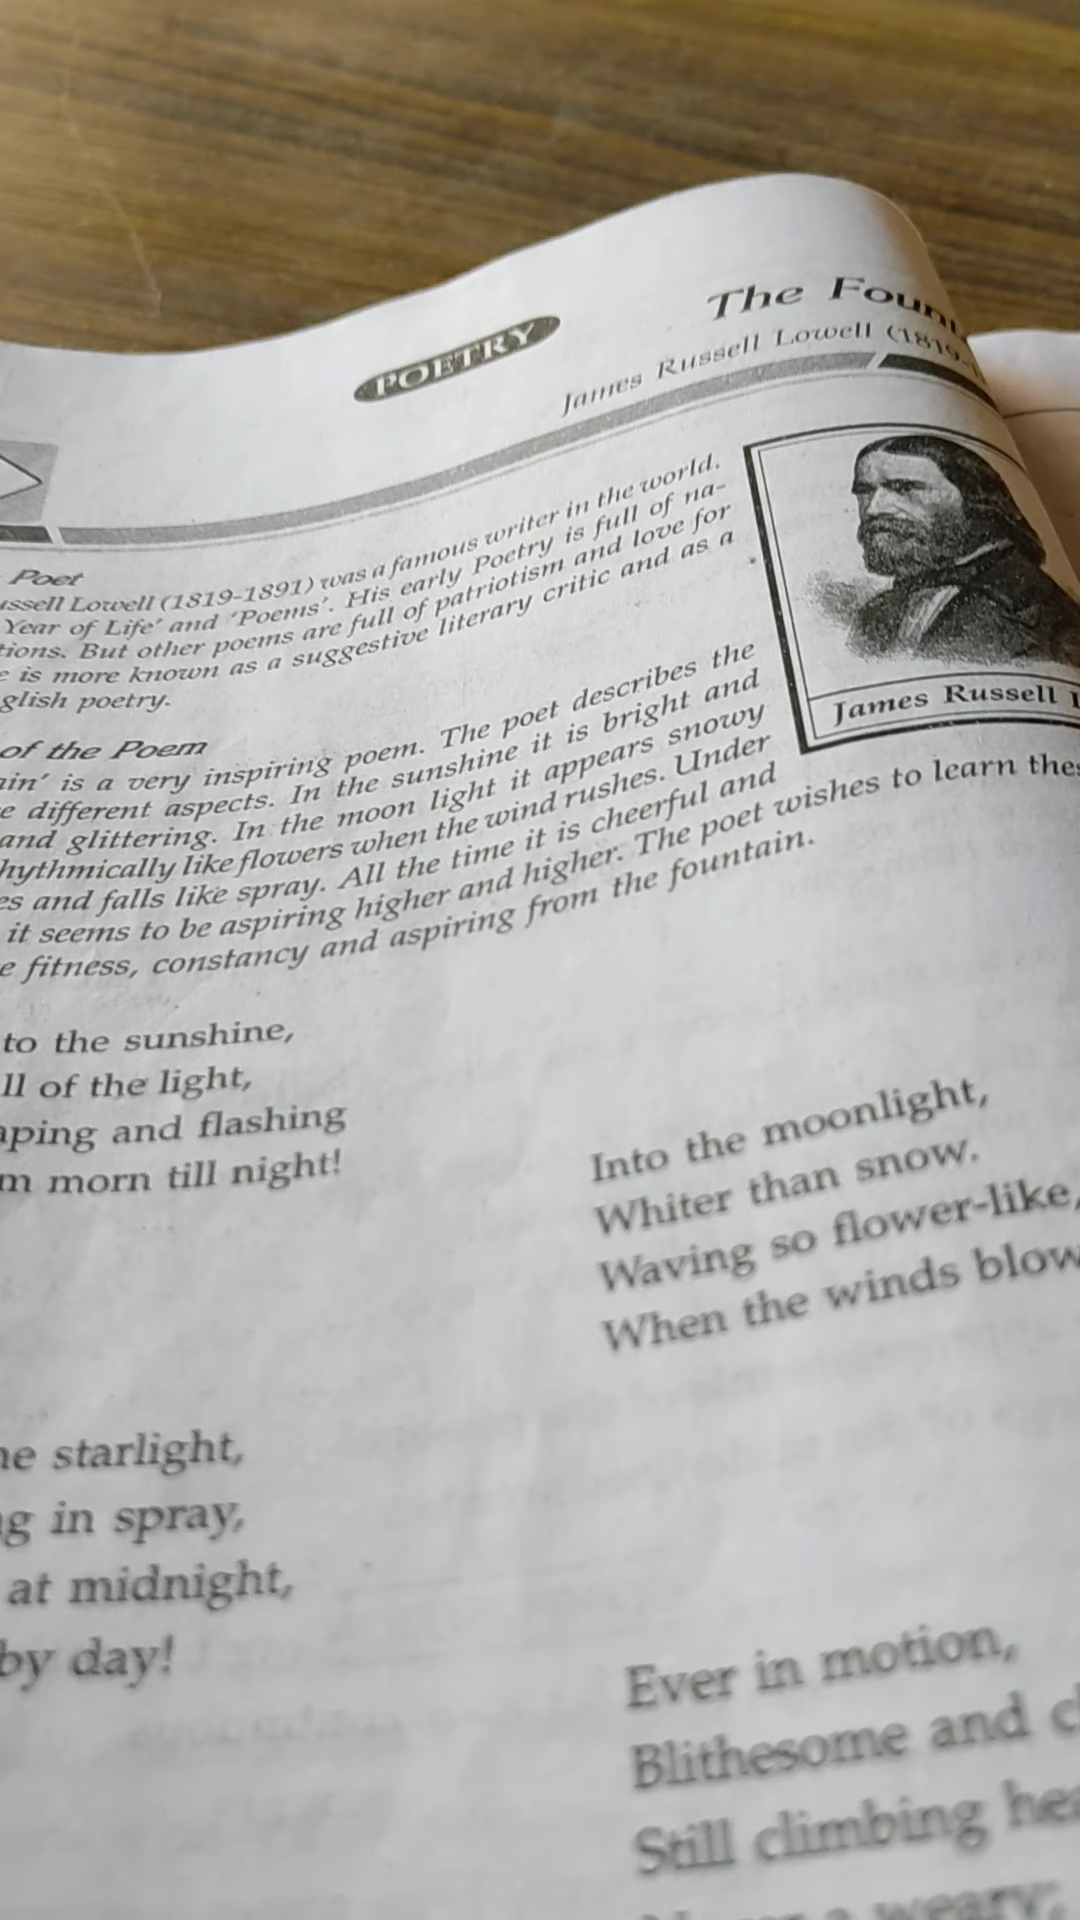 POETRY
The Foun
James Russell Lowell (1819-1
Poet
ussell Lowell (1819-1891) was a famous writer in the world.
Year of Life' and 'Poems'. His early Poetry is full of na-
tions. But other poems are full of patriotism and love for
e is more known as a suggestive literary critic and as a
glish poetry.
James Russell L
of the Poem
ain' is a very inspiring poem. The poet describes the
e different aspects. In the sunshine it is bright and
and glittering. In the moon light it appears snowy
hythmically like flowers when the wind rushes. Under
es and falls like spray. All the time it is cheerful and
it seems to be aspiring higher and higher. The poet wishes to learn thes
e fitness, constancy and aspiring from the fountain.
to the sunshine,
ll of the light,
aping and flashing
m morn till night!
Into the moonlight,
Whiter than snow.
Waving so flower-like,
When the winds blow
he starlight,
ng in spray,
at midnight,
by day!
Ever in motion,
Blithesome and c
Still climbing hea
a weary;